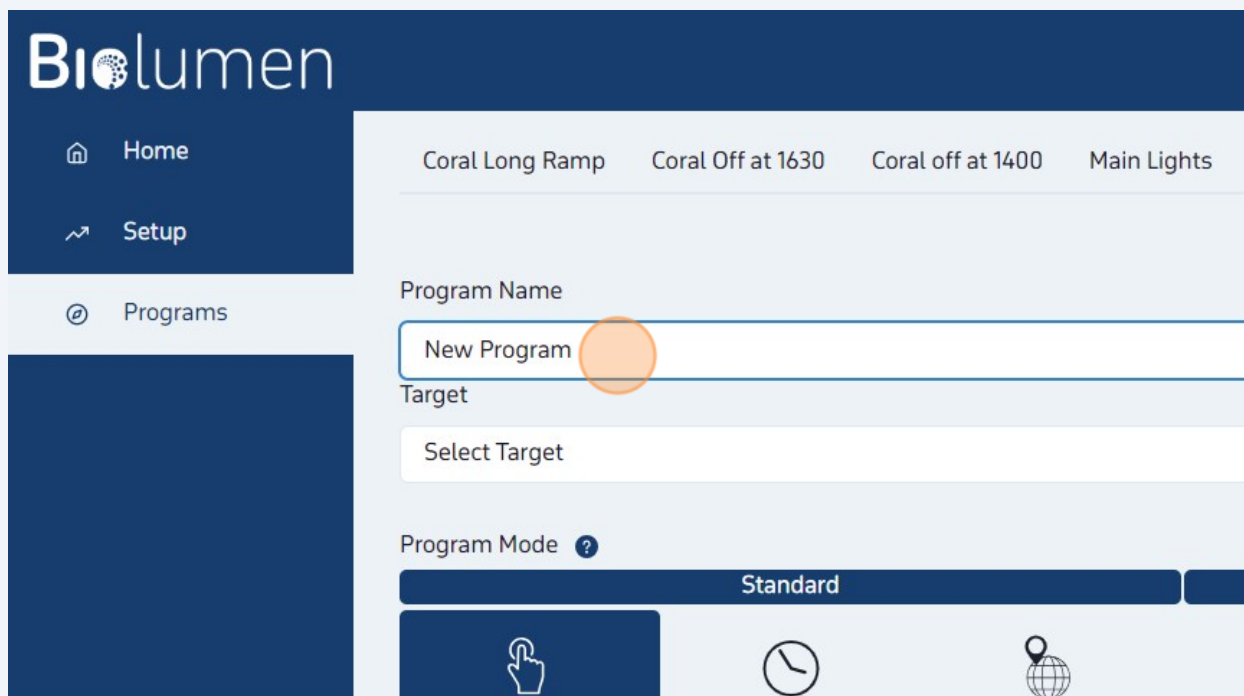 Biolumen
Home
Setup
Programs
Coral Long Ramp Coral Off at 1630 Coral off at 1400 Main Lights
Program Name
New Program
Target
Select Target
Program Mode ?
Standard